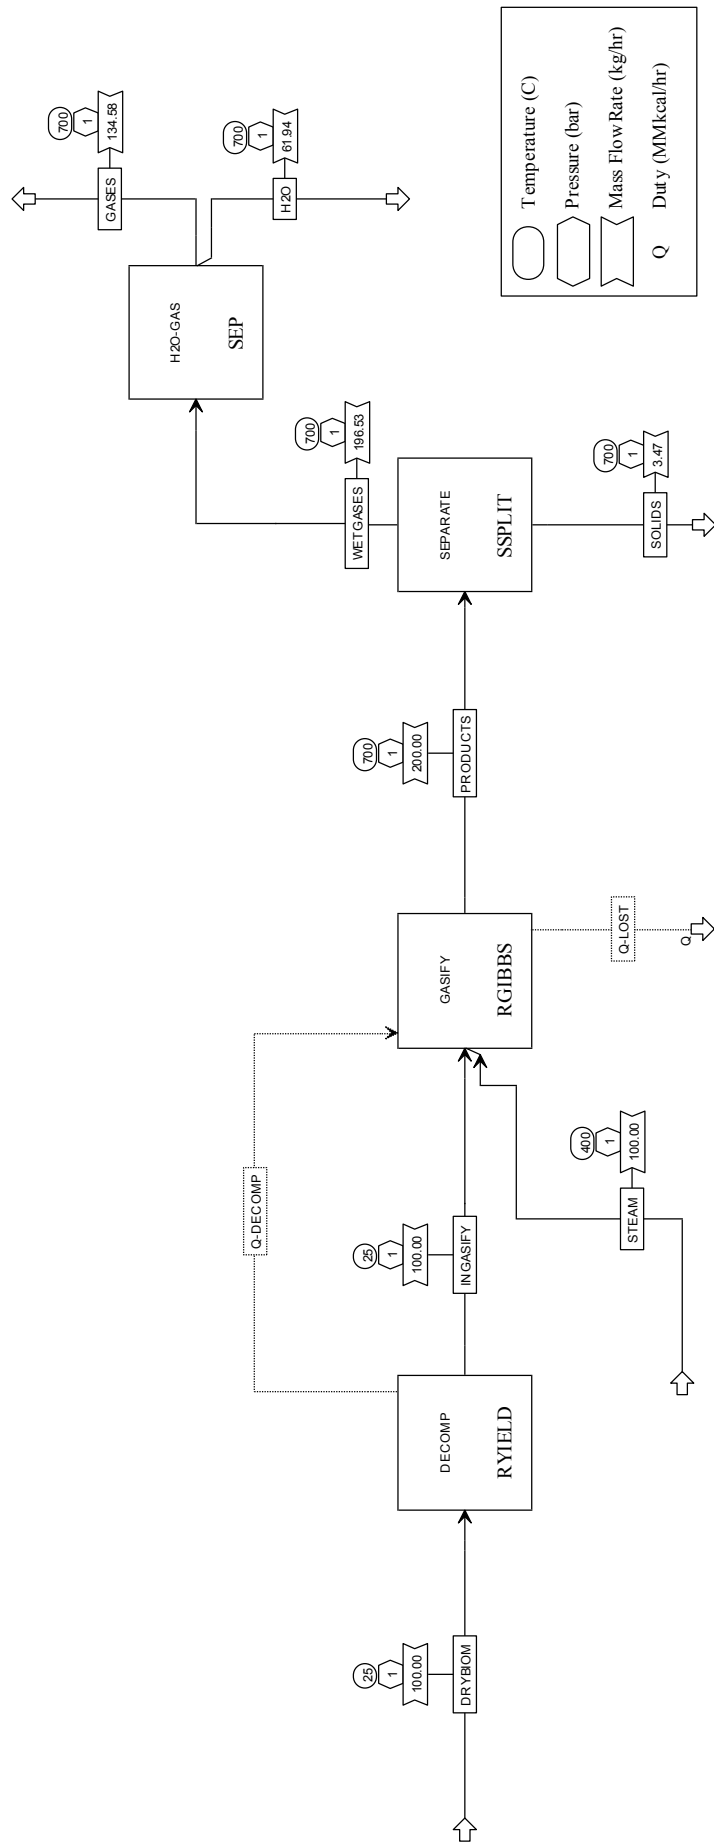 DRYBIOM
25
1
100.00
DECOMP
RYIELD
Q-DECOMP
INGASIFY
25
1
100.00
STEAM
400
1
100.00
GASIFY
RGIBBS
Q-LOST
Q
PRODUCTS
700
1
200.00
SEPARATE
SSPLIT
WETGASES
700
1
196.53
SOLIDS
700
1
3.47
H2O-GAS
SEP
GASES
700
1
134.58
H2O
700
1
61.94
Temperature (C)
Pressure (bar)
Mass Flow Rate (kg/hr)
Q Duty (MMkcal/hr)